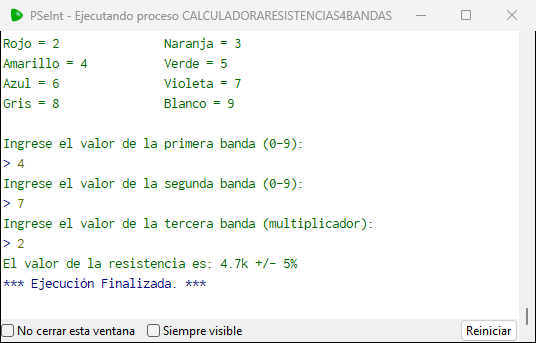 PSeInt - Ejecutando proceso CALCULADORARESISTENCIAS4BANDAS
Rojo = 2 Naranja = 3
Amarillo = 4 Verde = 5
Azul = 6 Violeta = 7
Gris = 8 Blanco = 9
Ingrese el valor de la primera banda (0-9):
> 4
Ingrese el valor de la segunda banda (0-9):
> 7
Ingrese el valor de la tercera banda (multiplicador):
> 2
El valor de la resistencia es: 4.7k +/- 5%
*** Ejecución Finalizada. ***
No cerrar esta ventana Siempre visible Reiniciar